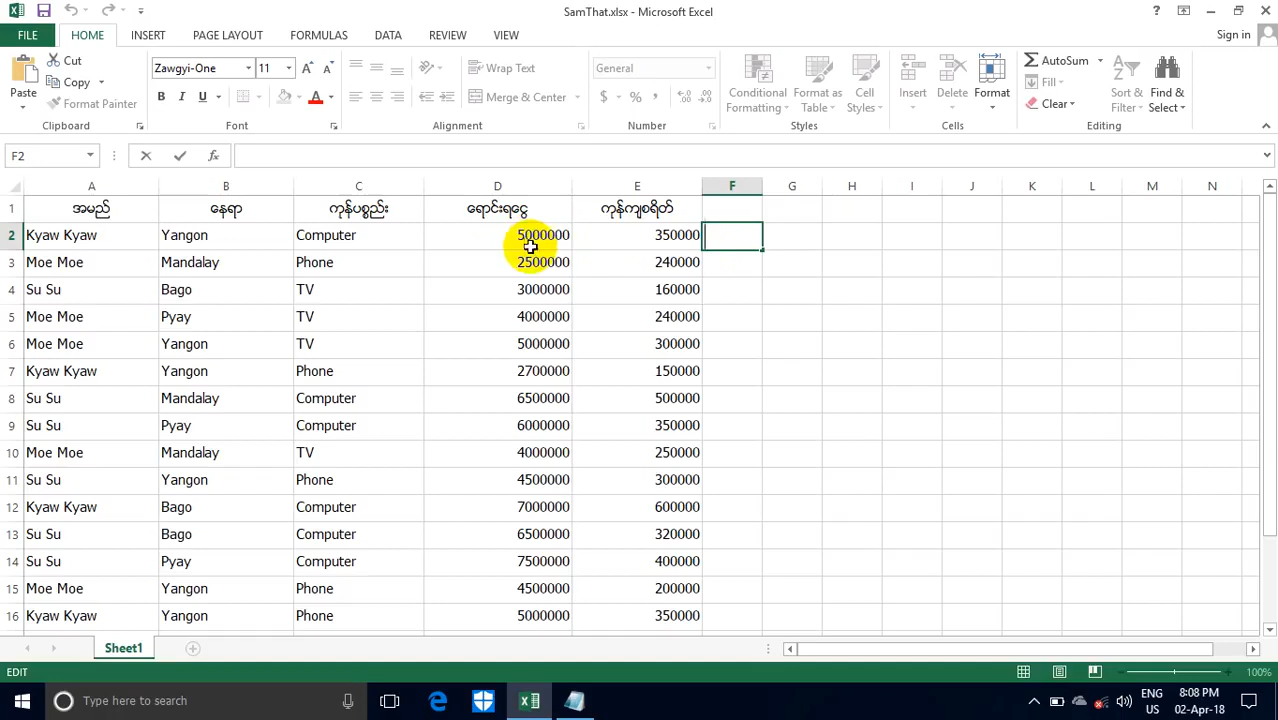 SamThat.xlsx - Microsoft Excel
?
FILE HOME INSERT PAGE LAYOUT FORMULAS DATA REVIEW VIEW Sign in
Paste Cut Copy Format Painter Clipboard
Zawgyi-One 11 A A B I U A Font
Wrap Text Merge & Center Alignment
General $ % , Number
Conditional Formatting Format as Table Cell Styles Styles
Insert Delete Format Cells
AutoSum Fill Clear Sort & Filter Find & Select Editing
F2 fx
A B C D E F G H I J K L M N
1 အမည် နေရာ ကုန်ပစ္စည်း ရောင်းရငွေ ကုန်ကျစရိတ်
2 Kyaw Kyaw Yangon Computer 5000000 350000
3 Moe Moe Mandalay Phone 2500000 240000
4 Su Su Bago TV 3000000 160000
5 Moe Moe Pyay TV 4000000 240000
6 Moe Moe Yangon TV 5000000 300000
7 Kyaw Kyaw Yangon Phone 2700000 150000
8 Su Su Mandalay Computer 6500000 500000
9 Su Su Pyay Computer 6000000 350000
10 Moe Moe Mandalay TV 4000000 250000
11 Su Su Yangon Phone 4500000 300000
12 Kyaw Kyaw Bago Computer 7000000 600000
13 Su Su Bago Computer 6500000 320000
14 Su Su Pyay Computer 7500000 400000
15 Moe Moe Yangon Phone 4500000 200000
16 Kyaw Kyaw Yangon Phone 5000000 350000
Sheet1
EDIT 100%
Type here to search
ENG 8:08 PM
US 02-Apr-18